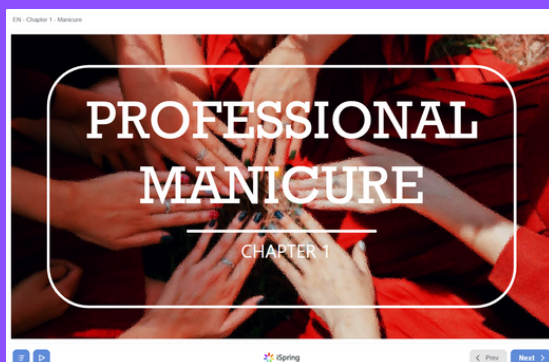 EN - Chapter 1 - Manicure
PROFESSIONAL
MANICURE
CHAPTER 1
iSpring
Prev
Next